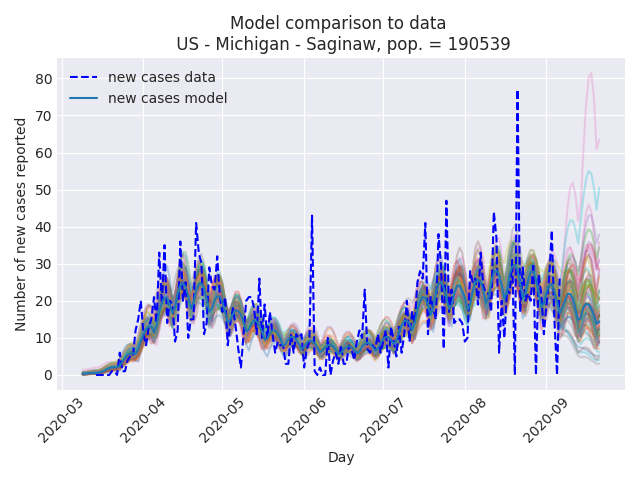 Model comparison to data
US - Michigan - Saginaw, pop. = 190539
new cases data
new cases model
Number of new cases reported
80
70
60
50
40
30
20
10
0
2020-03
2020-04
2020-05
2020-06
2020-07
2020-08
2020-09
Day